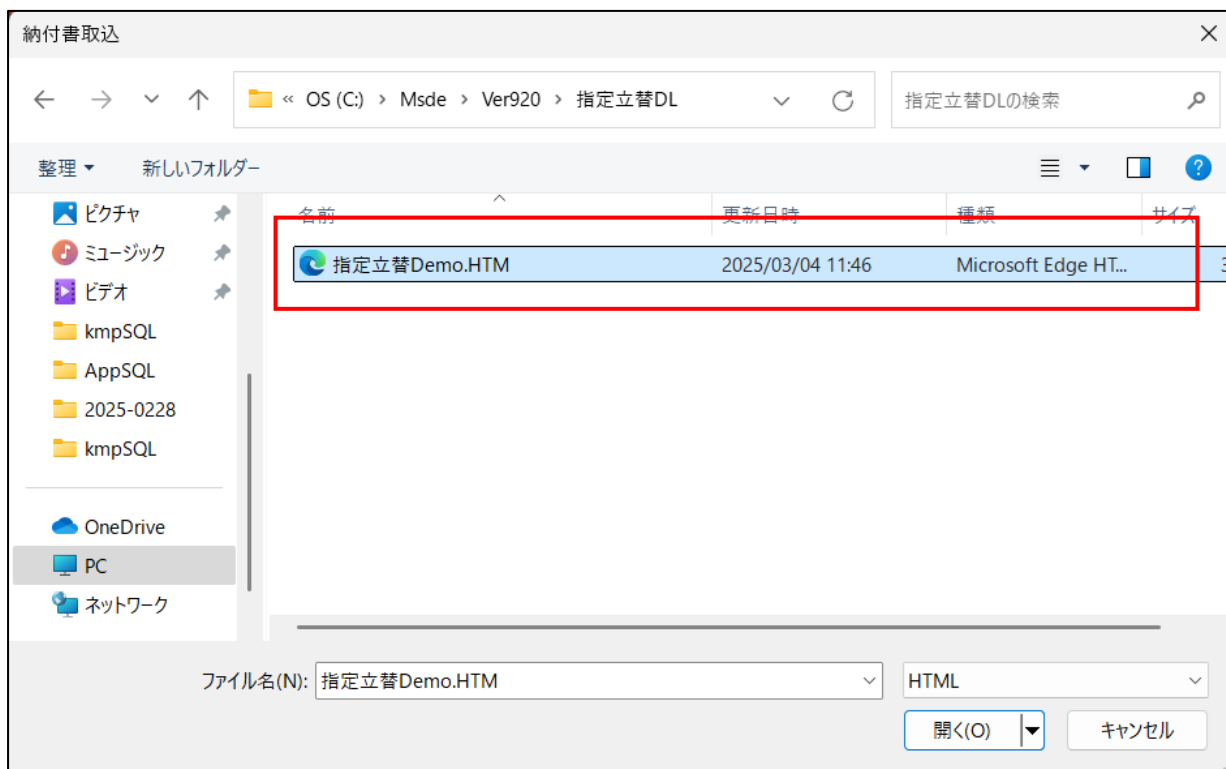 納付書取込
« OS (C:) › Msde › Ver920 › 指定立替DL
指定立替DLの検索
整理
新しいフォルダー
名前 更新日時 種類 サイズ
指定立替Demo.HTM 2025/03/04 11:46 Microsoft Edge HT...
ピクチャ
ミュージック
ビデオ
kmpSQL
AppSQL
2025-0228
kmpSQL
OneDrive
PC
ネットワーク
ファイル名(N): 指定立替Demo.HTM
HTML
開く(O)
キャンセル